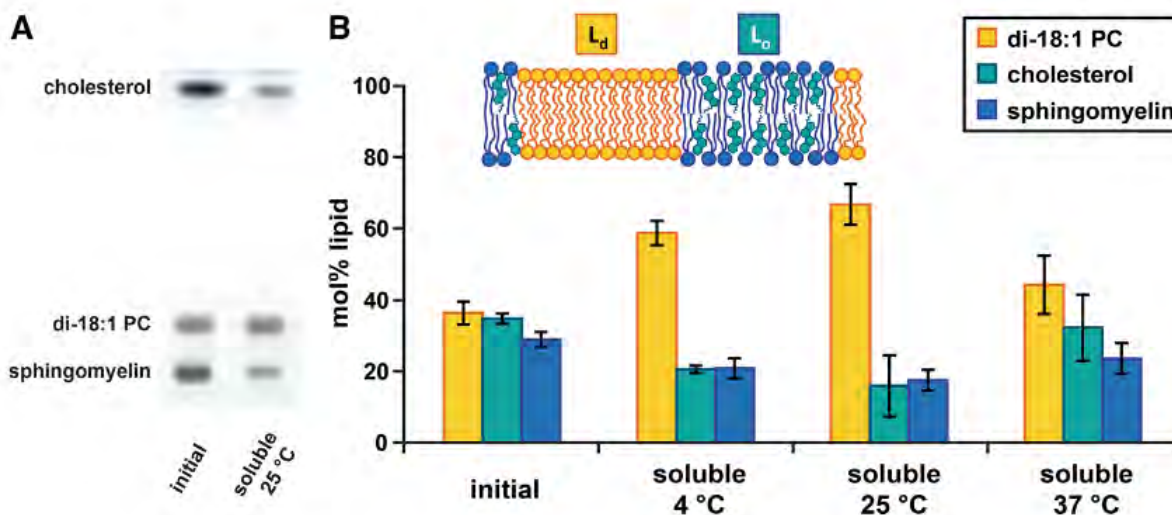 A
cholesterol
di-18:1 PC
sphingomyelin
initial
soluble
25 °C
B
Ld
Lo
di-18:1 PC
cholesterol
sphingomyelin
mol% lipid
100
80
60
40
20
0
initial
soluble
4 °C
soluble
25 °C
soluble
37 °C